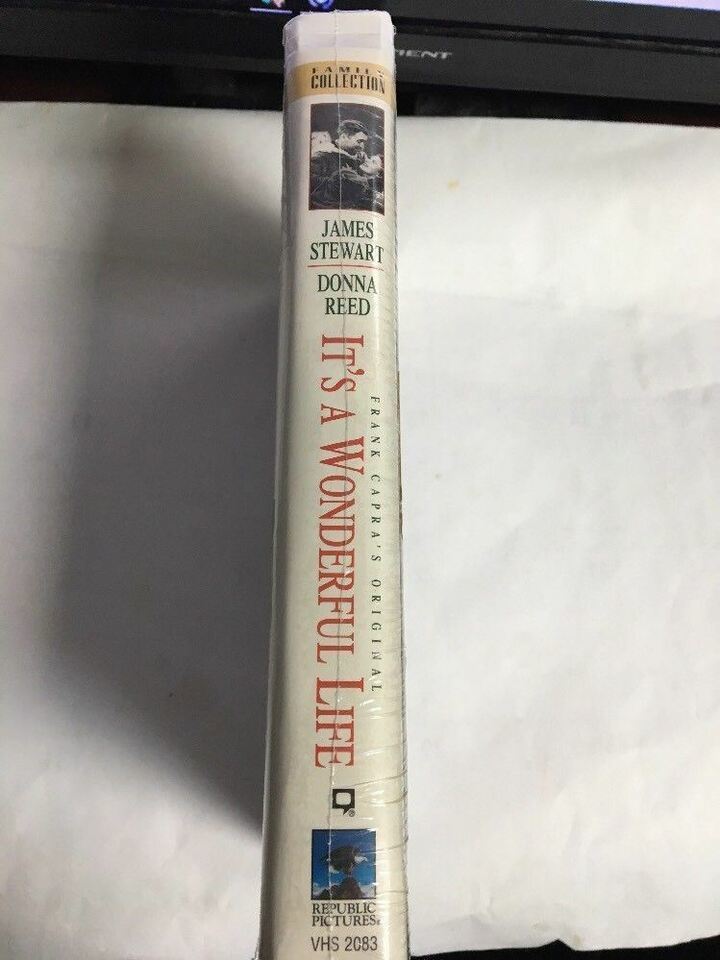 FAMILY
COLLECTION
JAMES
STEWART
DONNA
REED
FRANK CAPRA'S ORIGINAL
IT'S A WONDERFUL LIFE
®
REPUBLIC
PICTURES®
VHS 2083